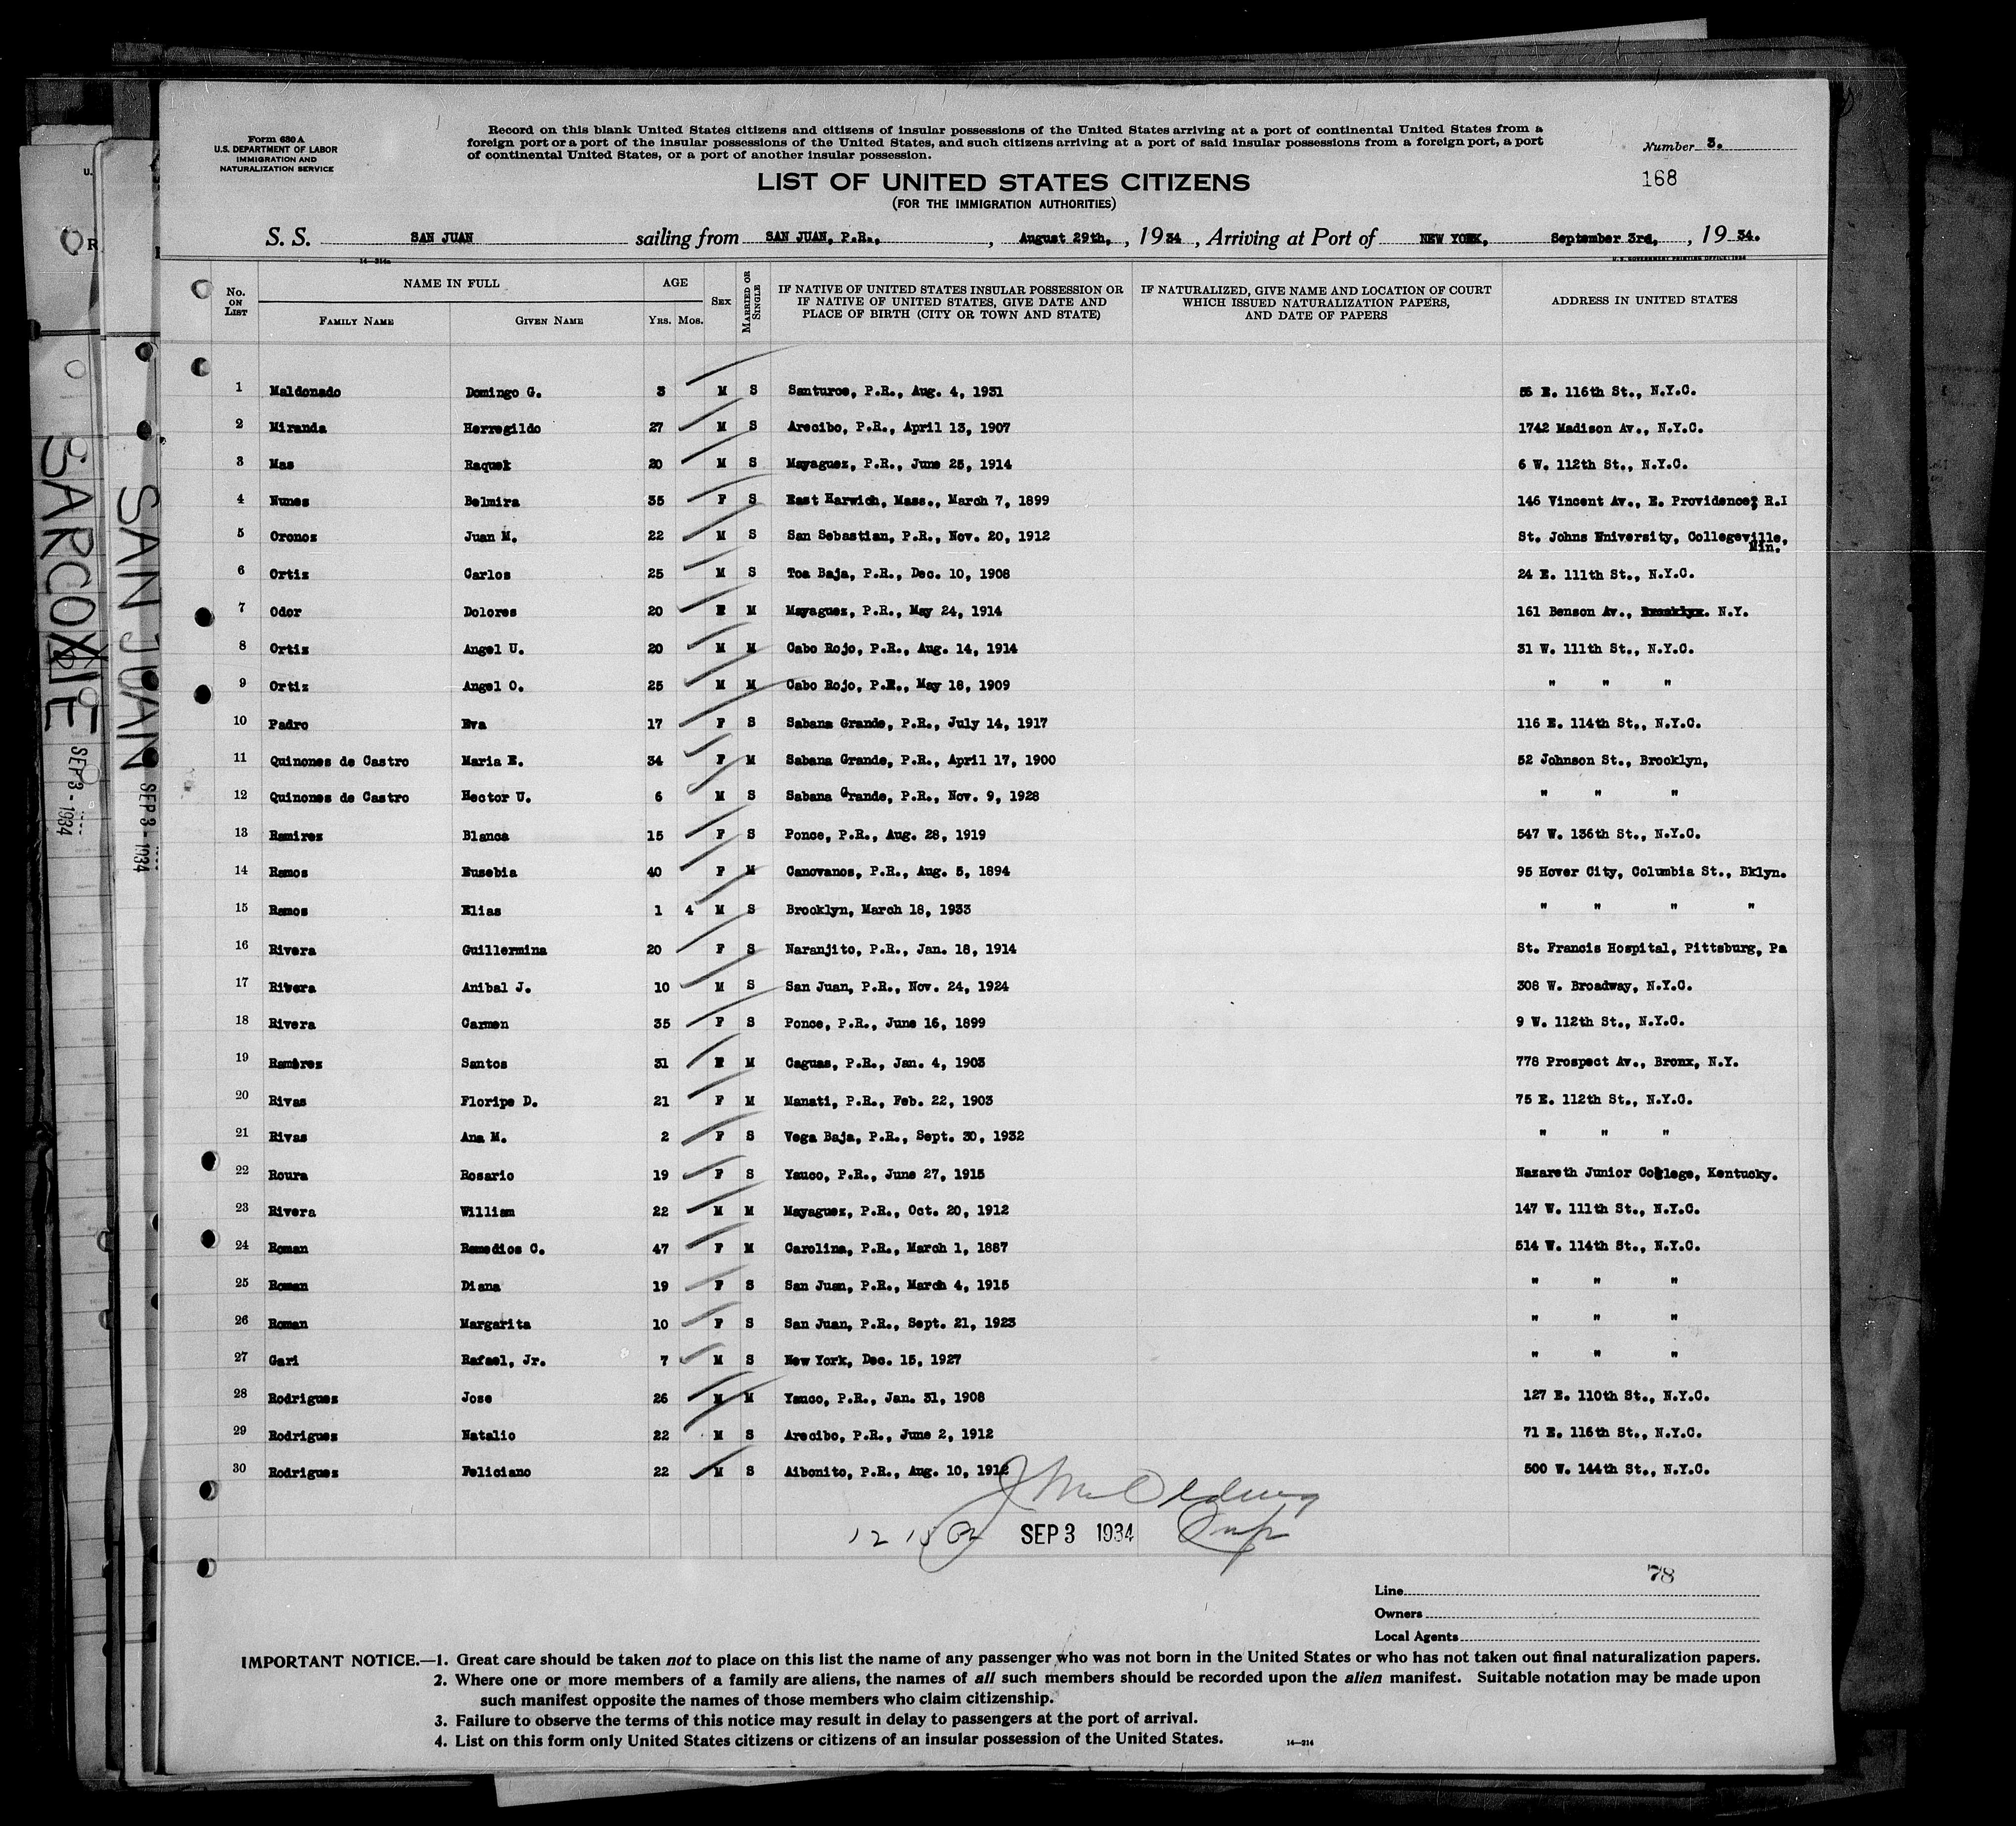 Form 630 A
U.S. DEPARTMENT OF LABOR
IMMIGRATION AND
NATURALIZATION SERVICE
Record on this blank United States citizens and citizens of insular possessions of the United States arriving at a port of continental United States from a
foreign port or a port of the insular possessions of the United States, and such citizens arriving at a port of said insular possessions from a foreign port, a port
of continental United States, or a port of another insular possession.
Number 3.
168
LIST OF UNITED STATES CITIZENS
(FOR THE IMMIGRATION AUTHORITIES)
S. S. SAN JUAN sailing from SAN JUAN, P.R., , August 29th, , 1934 , Arriving at Port of NEW YORK, September 3rd, , 1934.
14—214a
U. S. GOVERNMENT PRINTING OFFICE: 1934
No. ON LIST NAME IN FULL AGE SEX MARRIED OR SINGLE IF NATIVE OF UNITED STATES INSULAR POSSESSION OR IF NATIVE OF UNITED STATES, GIVE DATE AND PLACE OF BIRTH (CITY OR TOWN AND STATE) IF NATURALIZED, GIVE NAME AND LOCATION OF COURT WHICH ISSUED NATURALIZATION PAPERS, AND DATE OF PAPERS ADDRESS IN UNITED STATES
FAMILY NAME GIVEN NAME YRS. MOS.
1 Maldonado Domingo G. 3 M S Santurce, P.R., Aug. 4, 1931 55 E. 116th St., N.Y.C.
2 Miranda Herregildo 27 M S Arecibo, P.R., April 13, 1907 1742 Madison Av., N.Y.C.
3 Mas Raquel 20 M S Mayaguez, P.R., June 25, 1914 6 W. 112th St., N.Y.C.
4 Nunes Belmira 35 F S East Harwich, Mass., March 7, 1899 146 Vincent Av., E. Providence, R.I
5 Oronoz Juan M. 22 M S San Sebastian, P.R., Nov. 20, 1912 St. Johns University, Collegeville,
Min.
6 Ortiz Carlos 25 M S Toa Baja, P.R., Dec. 10, 1908 24 E. 111th St., N.Y.C.
7 Odor Dolores 20 F M Mayaguez, P.R., May 24, 1914 161 Benson Av., Brooklyn. N.Y.
8 Ortiz Angel U. 20 M M Cabo Rojo, P.R., Aug. 14, 1914 31 W. 111th St., N.Y.C.
9 Ortiz Angel O. 25 M M Cabo Rojo, P.R., May 18, 1909 " " "
10 Padro Eva 17 F S Sabana Grande, P.R., July 14, 1917 116 E. 114th St., N.Y.C.
11 Quinones de Castro Maria E. 34 F M Sabana Grande, P.R., April 17, 1900 52 Johnson St., Brooklyn,
12 Quinones de Castro Hector U. 6 M S Sabana Grande, P.R., Nov. 9, 1928 " " "
13 Ramirez Blanca 15 F S Ponce, P.R., Aug. 28, 1919 547 W. 136th St., N.Y.C.
14 Ramos Eusebia 40 F M Canovanos, P.R., Aug. 5, 1894 95 Hover City, Columbia St., Bklyn.
15 Ramos Elias 1 4 M S Brooklyn, March 18, 1933 " " " "
16 Rivera Guillermina 20 F S Naranjito, P.R., Jan. 18, 1914 St. Francis Hospital, Pittsburg, Pa
17 Rivera Anibal J. 10 M S San Juan, P.R., Nov. 24, 1924 308 W. Broadway, N.Y.C.
18 Rivera Carmen 35 F S Ponce, P.R., June 16, 1899 9 W. 112th St., N.Y.C.
19 Ramirez Santos 31 F M Caguas, P.R., Jan. 4, 1903 778 Prospect Av., Bronx, N.Y.
20 Rivas Floripe D. 21 F M Manati, P.R., Feb. 22, 1903 75 E. 112th St., N.Y.C.
21 Rivas Ana M. 2 F S Vega Baja, P.R., Sept. 30, 1932 " " "
22 Roura Rosario 19 F S Yauco, P.R., June 27, 1915 Nazareth Junior College, Kentucky.
23 Rivera William 22 M M Mayaguez, P.R., Oct. 20, 1912 147 W. 111th St., N.Y.C.
24 Roman Remedios C. 47 F M Carolina, P.R., March 1, 1887 514 W. 114th St., N.Y.C.
25 Roman Diana 19 F S San Juan, P.R., March 4, 1915 " " "
26 Roman Margarita 10 F S San Juan, P.R., Sept. 21, 1923 " " "
27 Gari Rafael, Jr. 7 M S New York, Dec. 15, 1927 " " "
28 Rodriguez Jose 26 M M Yauco, P.R., Jan. 31, 1908 127 E. 110th St., N.Y.C.
29 Rodriguez Natalio 22 M S Arecibo, P.R., June 2, 1912 71 E. 116th St., N.Y.C.
30 Rodriguez Feliciano 22 M S Aibonito, P.R., Aug. 10, 1912 500 W. 144th St., N.Y.C.
SEP 3 1934
78
Line
Owners
Local Agents
IMPORTANT NOTICE.—1. Great care should be taken not to place on this list the name of any passenger who was not born in the United States or who has not taken out final naturalization papers.
2. Where one or more members of a family are aliens, the names of all such members should be recorded upon the alien manifest. Suitable notation may be made upon
such manifest opposite the names of those members who claim citizenship.
3. Failure to observe the terms of this notice may result in delay to passengers at the port of arrival.
4. List on this form only United States citizens or citizens of an insular possession of the United States.
14—214
SAN JUAN SEP 3 - 1934
SARCOXIE SEP 3 - 1934